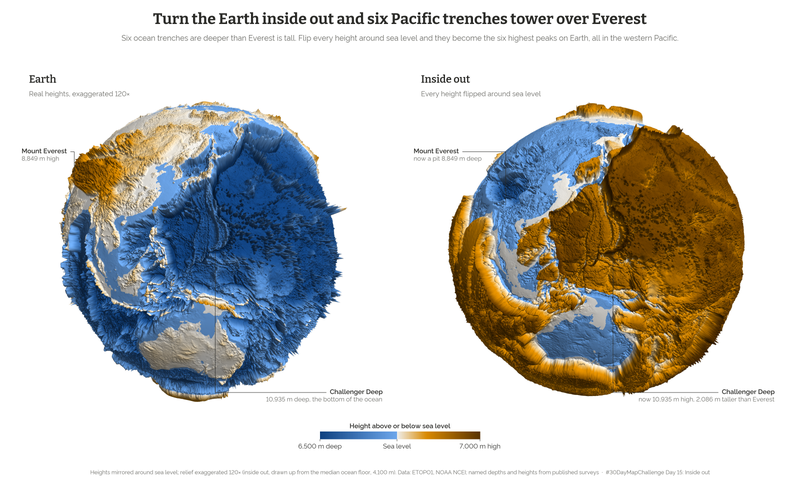 Turn the Earth inside out and six Pacific trenches tower over Everest
Six ocean trenches are deeper than Everest is tall. Flip every height around sea level and they become the six highest peaks on Earth, all in the western Pacific.
Earth
Real heights, exaggerated 120×
Inside out
Every height flipped around sea level
Mount Everest
8,849 m high
Mount Everest
now a pit 8,849 m deep
Challenger Deep
10,935 m deep, the bottom of the ocean
Challenger Deep
now 10,935 m high, 2,086 m taller than Everest
Height above or below sea level
6,500 m deep
Sea level
7,000 m high
Heights mirrored around sea level; relief exaggerated 120× (inside out, drawn up from the median ocean floor, 4,100 m). Data: ETOPO1, NOAA NCEI; named depths and heights from published surveys · #30DayMapChallenge Day 15: Inside out